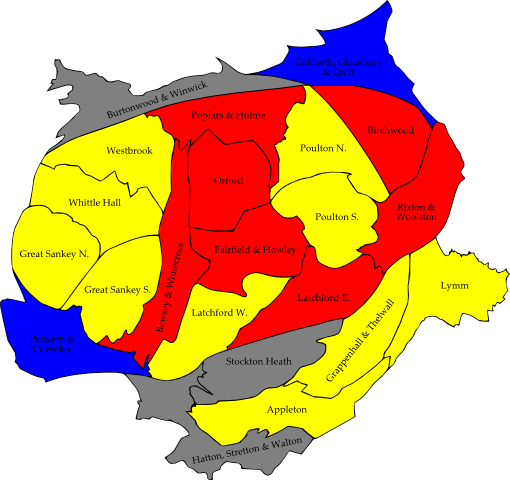 Culcheth, Glazebury
& Croft
Burtonwood & Winwick
Poplars & Hulme
Birchwood
Westbrook
Poulton N.
Orford
Whittle Hall
Rixton &
Woolston
Poulton S.
Great Sankey N.
Fairfield & Howley
Bewsey & Whitecross
Lymm
Great Sankey S.
Latchford W.
Latchford E.
Penketh &
Cuerdley
Grappenhall & Thelwall
Stockton Heath
Appleton
Hatton, Stretton & Walton